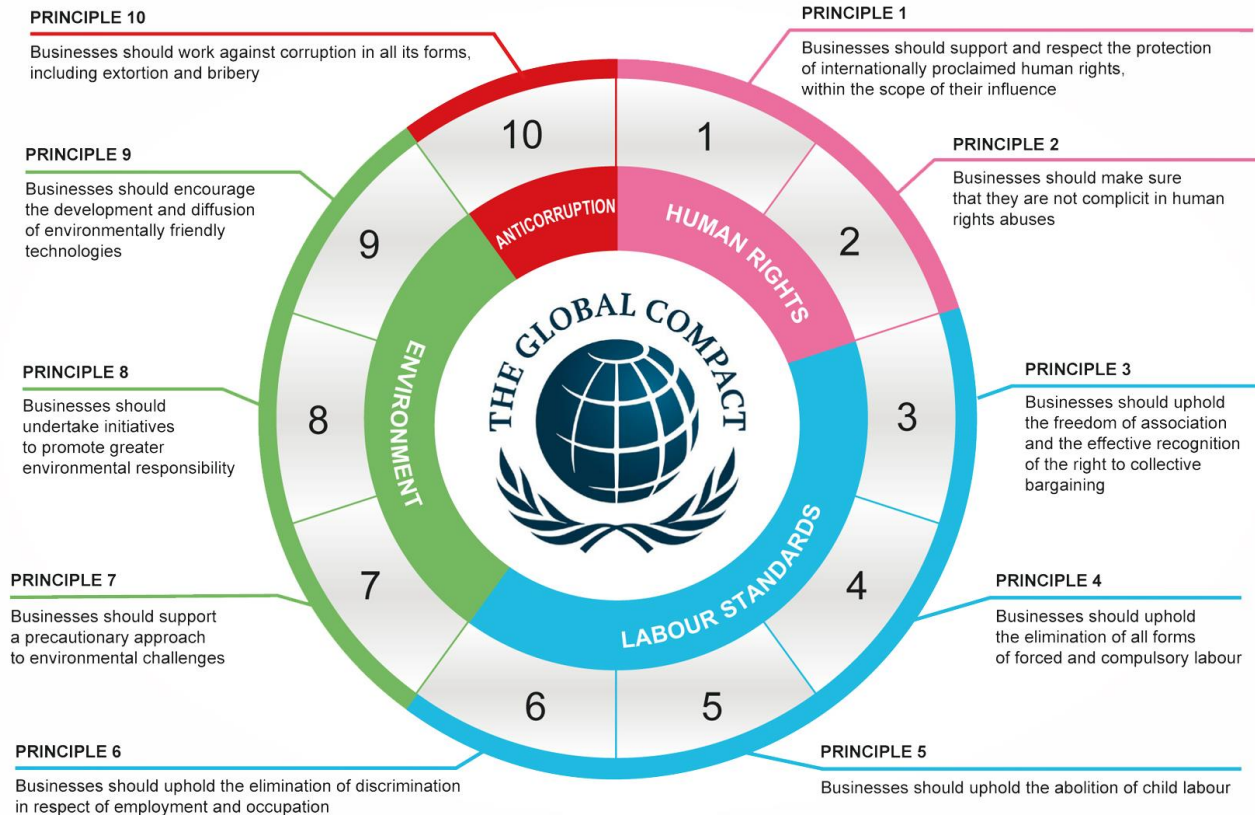 PRINCIPLE 10
Businesses should work against corruption in all its forms,
including extortion and bribery
PRINCIPLE 1
Businesses should support and respect the protection
of internationally proclaimed human rights,
within the scope of their influence
PRINCIPLE 9
Businesses should encourage
the development and diffusion
of environmentally friendly
technologies
PRINCIPLE 2
Businesses should make sure
that they are not complicit in human
rights abuses
PRINCIPLE 8
Businesses should
undertake initiatives
to promote greater
environmental responsibility
PRINCIPLE 3
Businesses should uphold
the freedom of association
and the effective recognition
of the right to collective
bargaining
PRINCIPLE 7
Businesses should support
a precautionary approach
to environmental challenges
PRINCIPLE 4
Businesses should uphold
the elimination of all forms
of forced and compulsory labour
PRINCIPLE 6
Businesses should uphold the elimination of discrimination
in respect of employment and occupation
PRINCIPLE 5
Businesses should uphold the abolition of child labour
10
1
2
3
4
5
6
7
8
9
ANTICORRUPTION
HUMAN RIGHTS
LABOUR STANDARDS
ENVIRONMENT
THE GLOBAL COMPACT